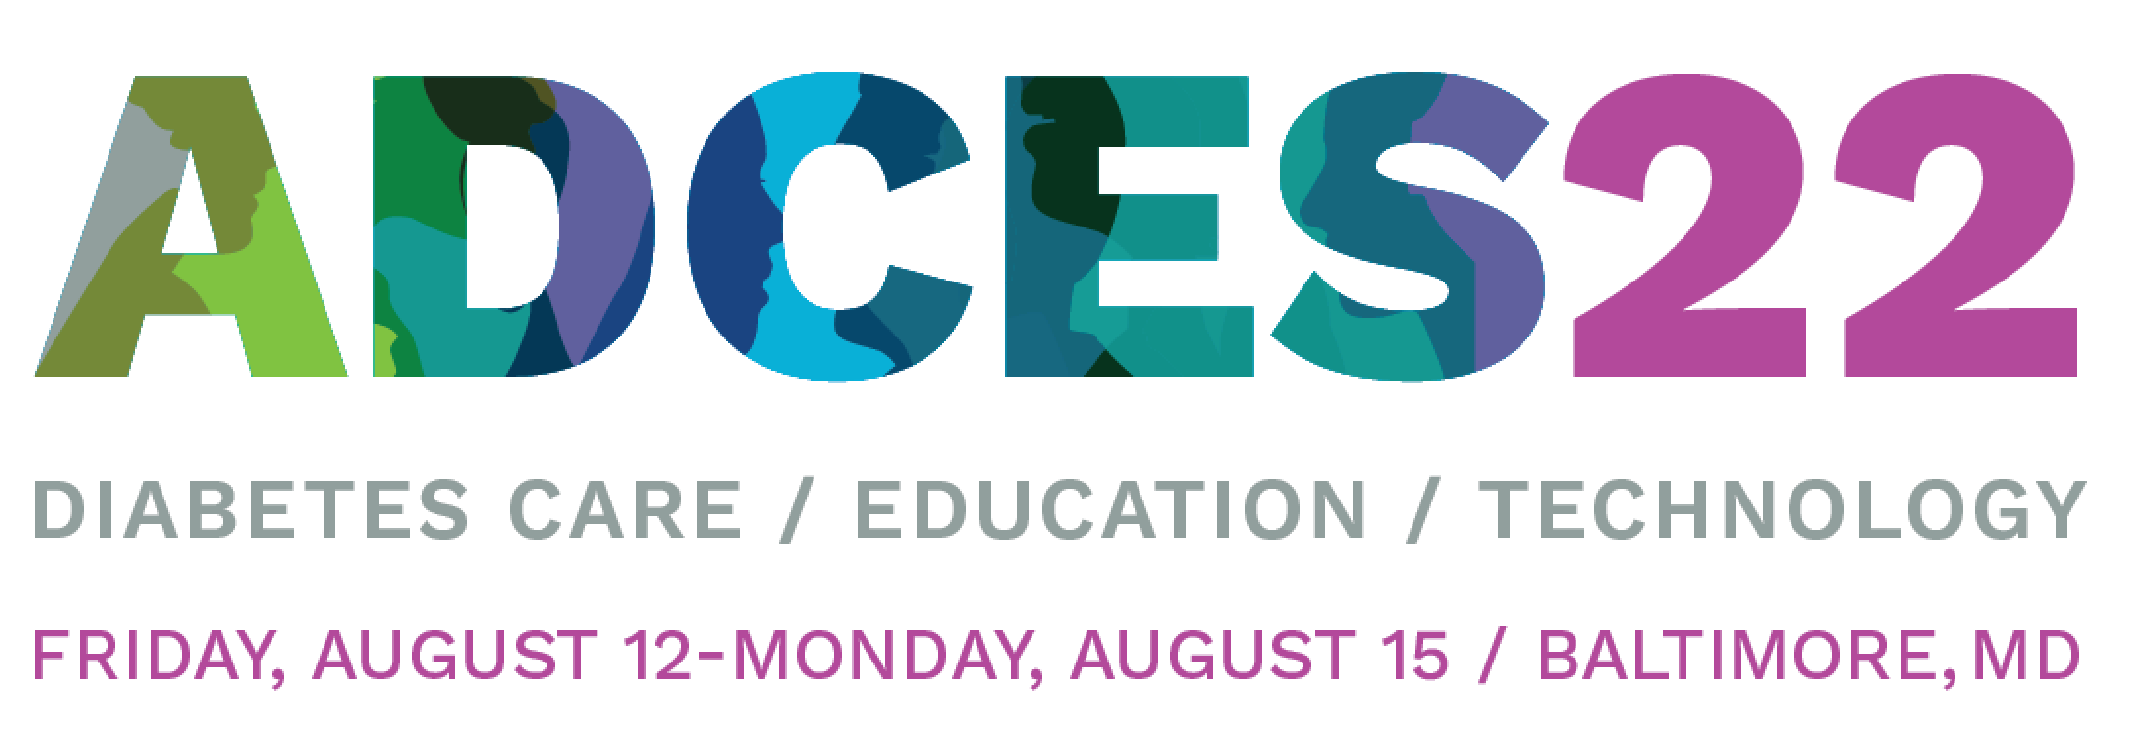 ADCES22
DIABETES CARE / EDUCATION / TECHNOLOGY
FRIDAY, AUGUST 12-MONDAY, AUGUST 15 / BALTIMORE, MD